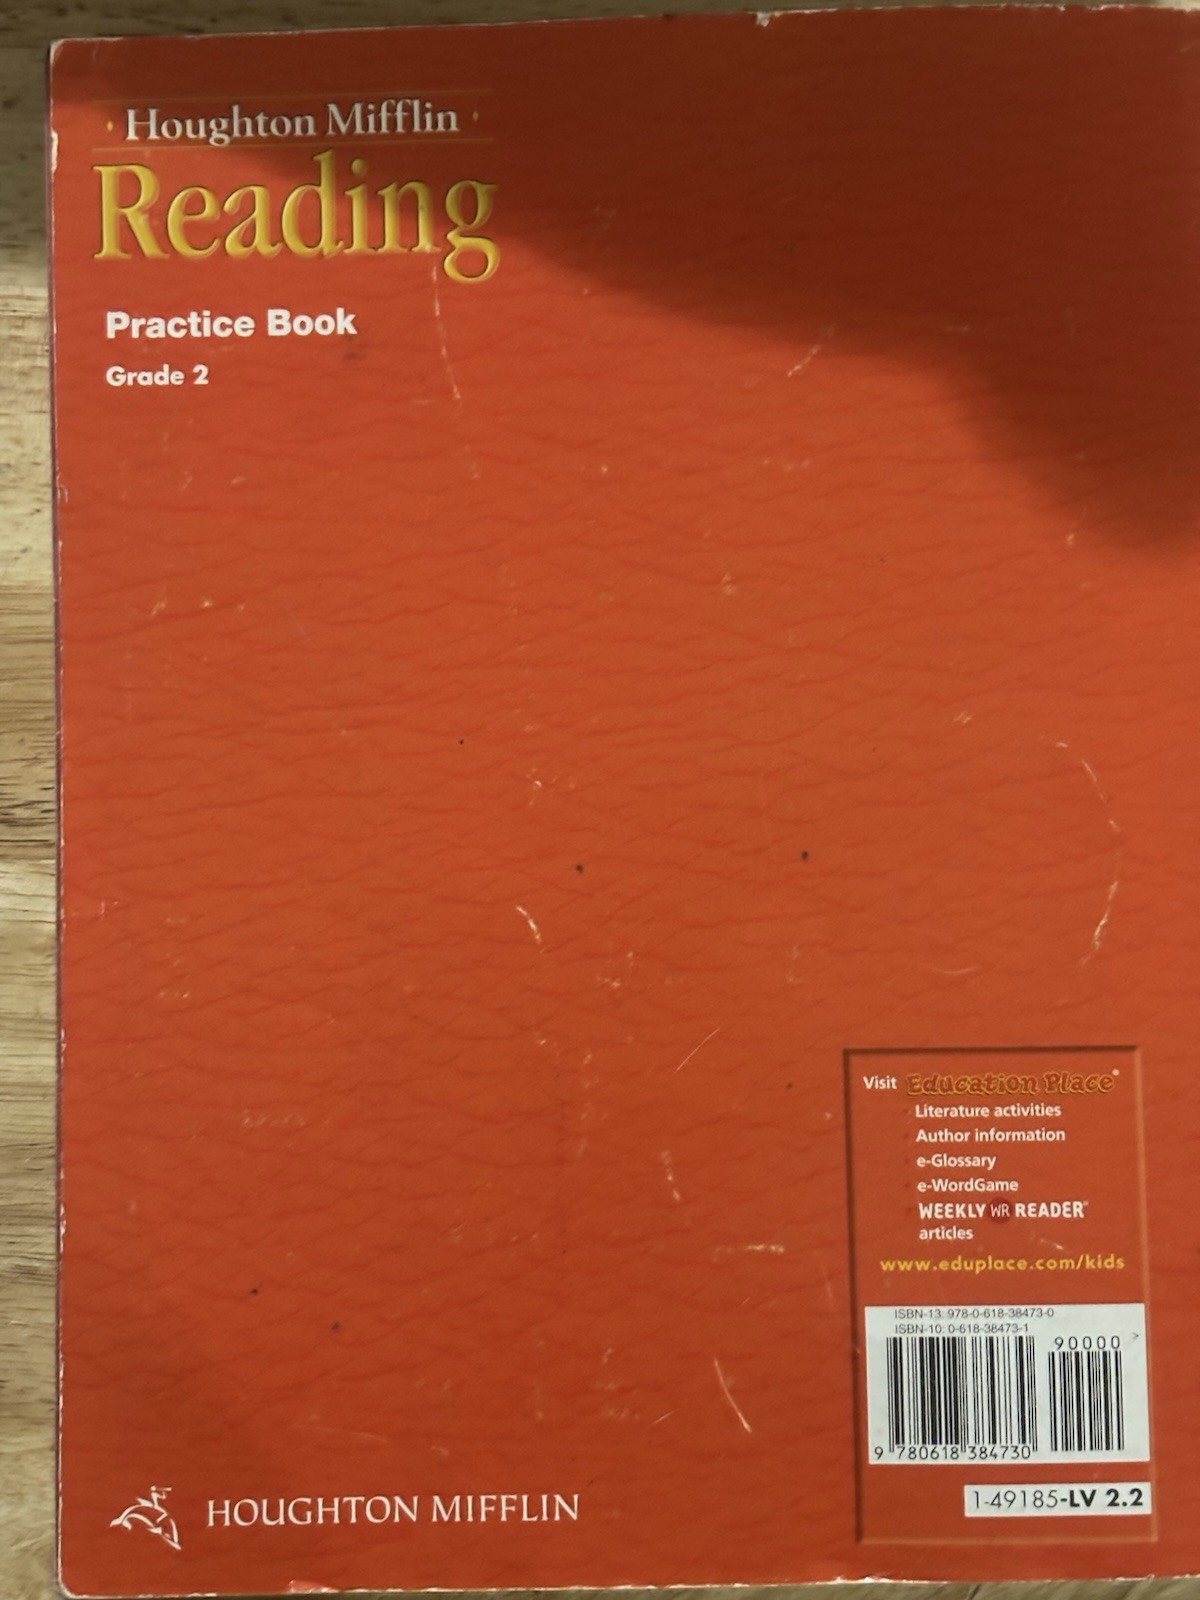 Houghton Mifflin
Reading
Practice Book
Grade 2
Visit Education Place®
Literature activities
Author information
e-Glossary
e-WordGame
WEEKLY WR READER®
articles
www.eduplace.com/kids
ISBN-13: 978-0-618-38473-0
ISBN-10: 0-618-38473-1
90000 >
9 780618 384730
HOUGHTON MIFFLIN
1-49185-LV 2.2